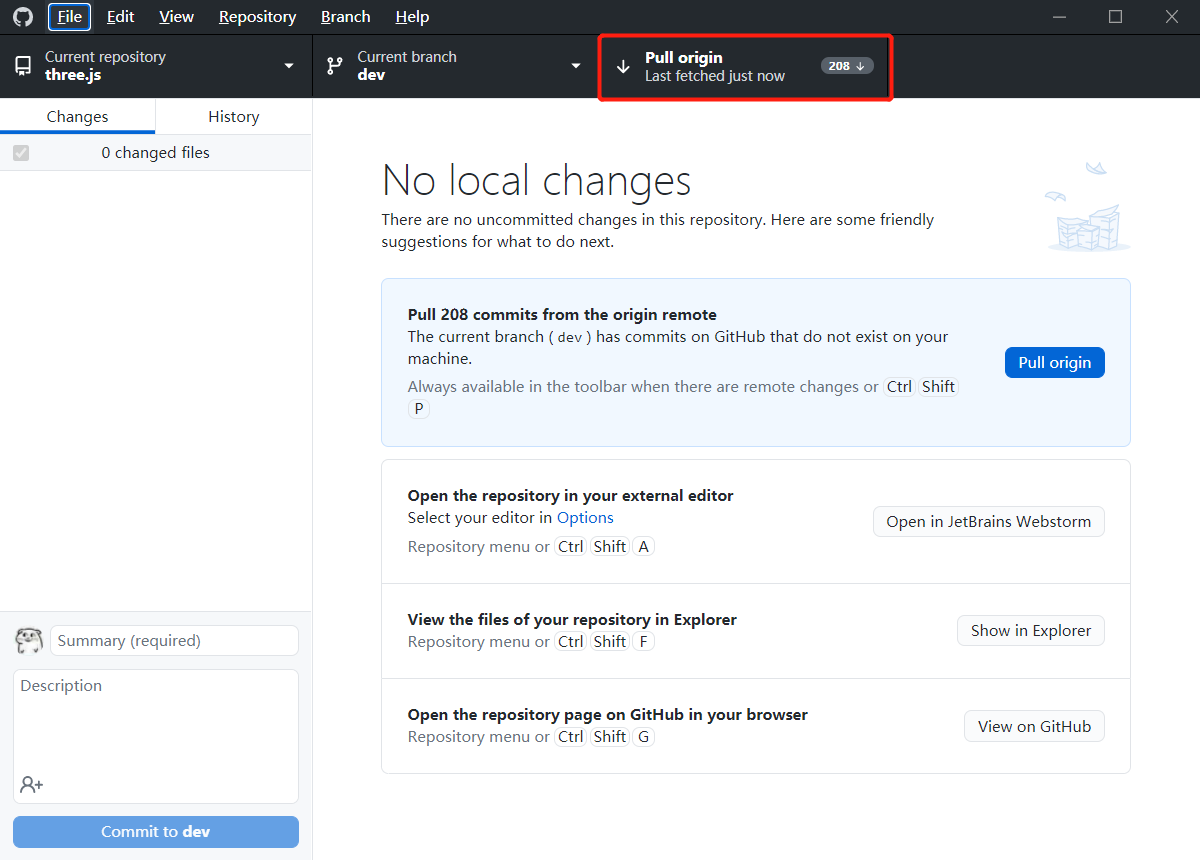 File Edit View Repository Branch Help
Current repository
three.js
Current branch
dev
Pull origin
Last fetched just now
208
Changes
History
0 changed files
No local changes
There are no uncommitted changes in this repository. Here are some friendly
suggestions for what to do next.
Pull 208 commits from the origin remote
The current branch ( dev ) has commits on GitHub that do not exist on your
machine.
Always available in the toolbar when there are remote changes or Ctrl Shift
P
Pull origin
Open the repository in your external editor
Select your editor in Options
Repository menu or Ctrl Shift A
Open in JetBrains Webstorm
View the files of your repository in Explorer
Repository menu or Ctrl Shift F
Show in Explorer
Open the repository page on GitHub in your browser
Repository menu or Ctrl Shift G
View on GitHub
Summary (required)
Description
Commit to dev